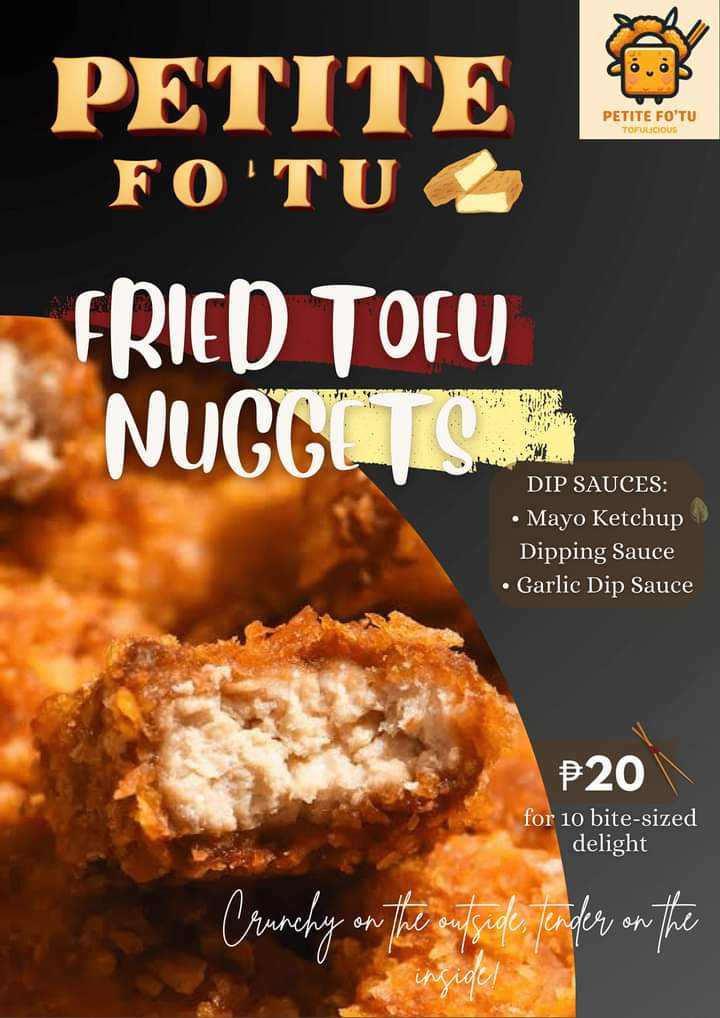 PETITE
FO'TU
PETITE FO'TU
TOFULICIOUS
FRIED TOFU
NUGGETS
DIP SAUCES:
• Mayo Ketchup
Dipping Sauce
• Garlic Dip Sauce
₱20
for 10 bite-sized
delight
Crunchy on the outside, tender on the
inside!